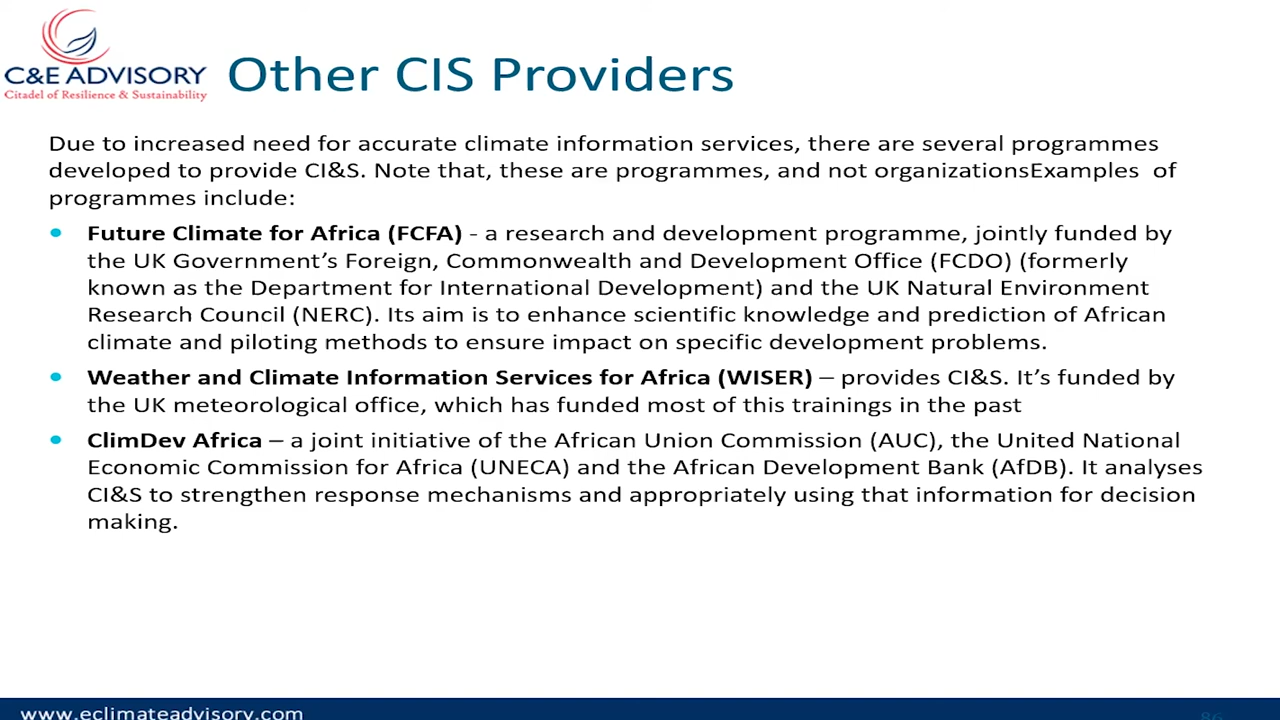 C&E ADVISORY
Citadel of Resilience & Sustainability
Other CIS Providers
Due to increased need for accurate climate information services, there are several programmes
developed to provide CI&S. Note that, these are programmes, and not organizationsExamples of
programmes include:
• Future Climate for Africa (FCFA) - a research and development programme, jointly funded by
the UK Government’s Foreign, Commonwealth and Development Office (FCDO) (formerly
known as the Department for International Development) and the UK Natural Environment
Research Council (NERC). Its aim is to enhance scientific knowledge and prediction of African
climate and piloting methods to ensure impact on specific development problems.
• Weather and Climate Information Services for Africa (WISER) – provides CI&S. It’s funded by
the UK meteorological office, which has funded most of this trainings in the past
• ClimDev Africa – a joint initiative of the African Union Commission (AUC), the United National
Economic Commission for Africa (UNECA) and the African Development Bank (AfDB). It analyses
CI&S to strengthen response mechanisms and appropriately using that information for decision
making.
www.eclimateadvisory.com
86